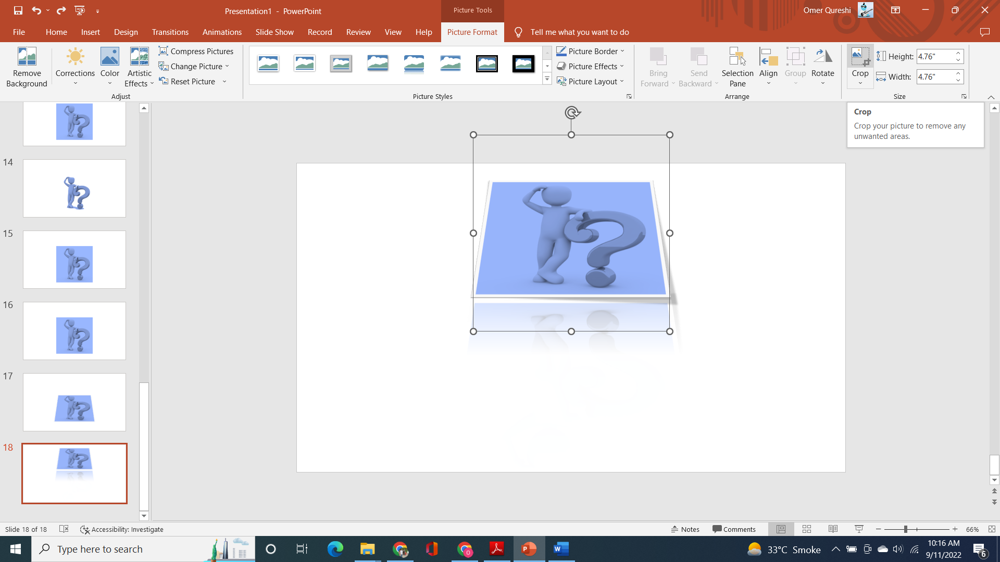 Presentation1 - PowerPoint
Picture Tools
Omer Qureshi
File Home Insert Design Transitions Animations Slide Show Record Review View Help Picture Format Tell me what you want to do
Remove
Background
Corrections
Color
Artistic
Effects
Compress Pictures
Change Picture
Reset Picture
Adjust
Picture Styles
Picture Border
Picture Effects
Picture Layout
Bring
Forward
Send
Backward
Selection
Pane
Align
Group
Rotate
Arrange
Crop
Height: 4.76"
Width: 4.76"
Size
Crop
Crop your picture to remove any
unwanted areas.
14
15
16
17
18
Slide 18 of 18
Accessibility: Investigate
Notes
Comments
66%
Type here to search
33°C Smoke
10:16 AM
9/11/2022
6